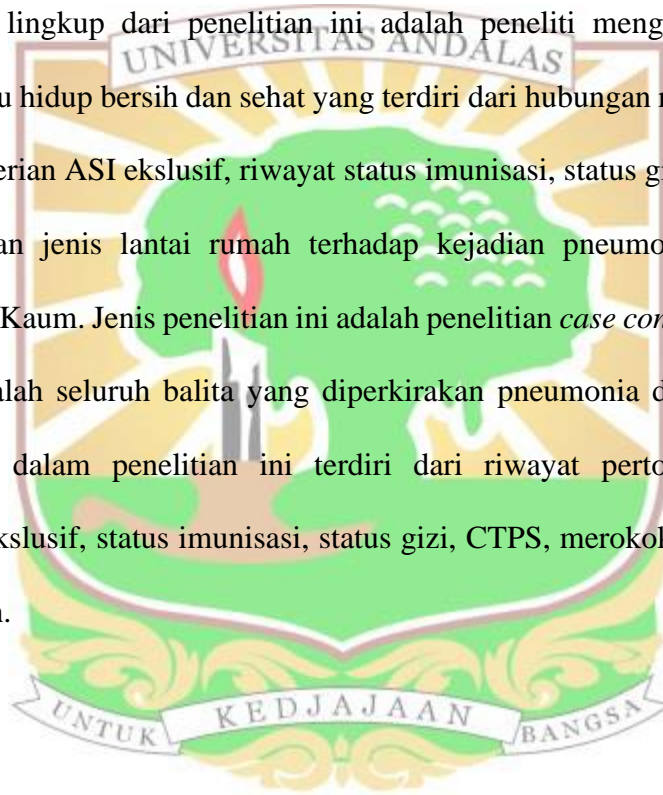 lingkup dari penelitian ini adalah peneliti meng
UNIVERSITAS ANDALAS
u hidup bersih dan sehat yang terdiri dari hubungan r
erian ASI ekslusif, riwayat status imunisasi, status gi
an jenis lantai rumah terhadap kejadian pneumo
Kaum. Jenis penelitian ini adalah penelitian case con
alah seluruh balita yang diperkirakan pneumonia d
dalam penelitian ini terdiri dari riwayat perto
kslusif, status imunisasi, status gizi, CTPS, merokok
UNTUK KEDJAJAAN BANGSA